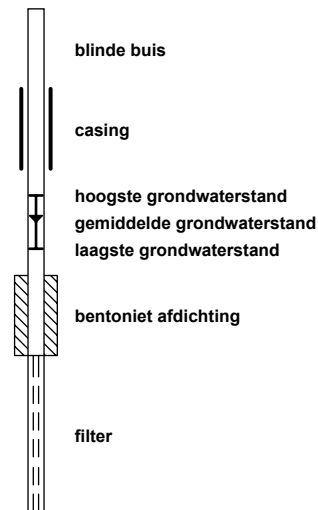 blinde buis
casing
hoogste grondwaterstand
gemiddelde grondwaterstand
laagste grondwaterstand
bentoniet afdichting
filter